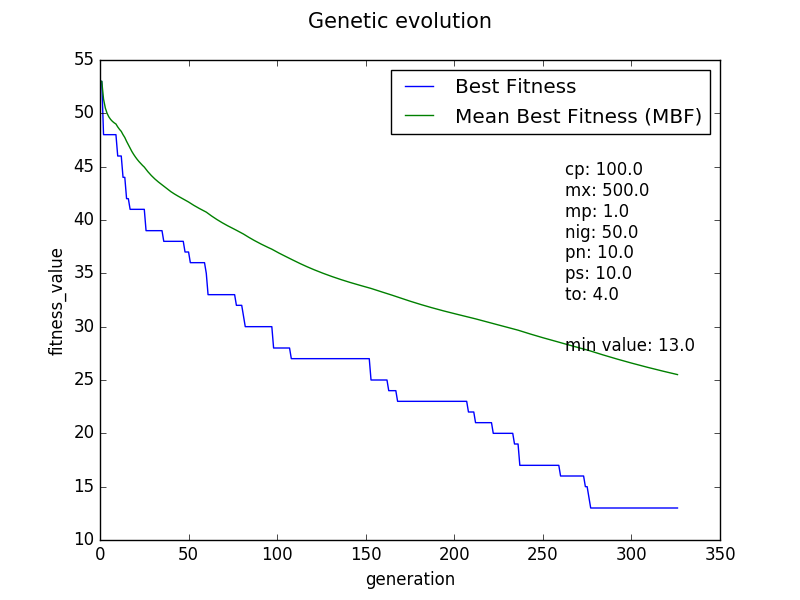 Genetic evolution
55
50
45
40
35
30
25
20
15
10
fitness_value
Best Fitness
Mean Best Fitness (MBF)
cp: 100.0
mx: 500.0
mp: 1.0
nig: 50.0
pn: 10.0
ps: 10.0
to: 4.0
min value: 13.0
0 50 100 150 200 250 300 350
generation